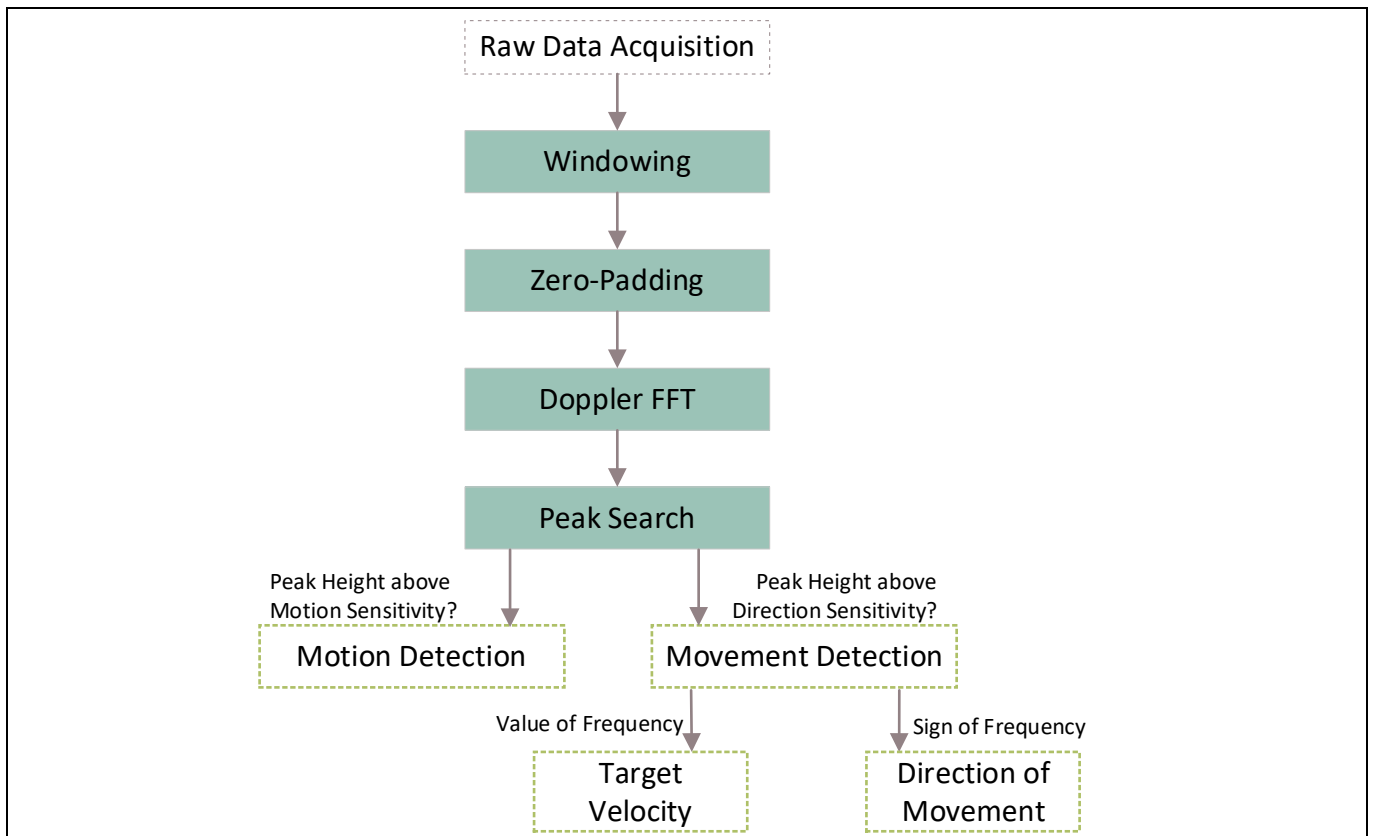 Raw Data Acquisition
Windowing
Zero-Padding
Doppler FFT
Peak Search
Peak Height above
Motion Sensitivity?
Peak Height above
Direction Sensitivity?
Motion Detection
Movement Detection
Value of Frequency
Sign of Frequency
Target
Velocity
Direction of
Movement